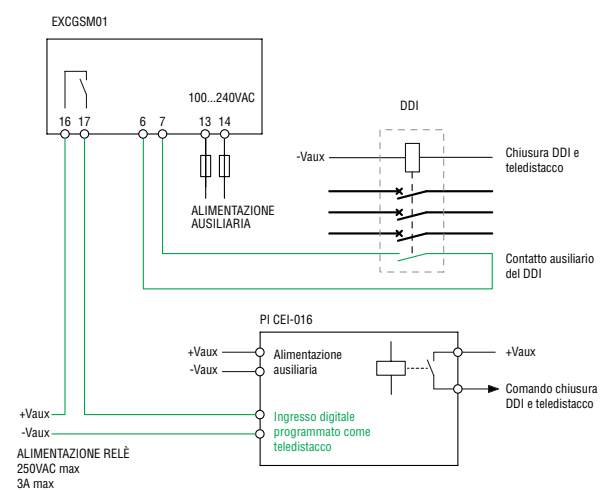 EXCGSM01
100...240VAC
16 17 6 7 13 14
ALIMENTAZIONE
AUSILIARIA
DDI
-Vaux
Chiusura DDI e
teledistacco
Contatto ausiliario
del DDI
PI CEI-016
+Vaux
-Vaux
Alimentazione
ausiliaria
+Vaux
Comando chiusura
DDI e teledistacco
Ingresso digitale
programmato come
teledistacco
+Vaux
-Vaux
ALIMENTAZIONE RELÈ
250VAC max
3A max